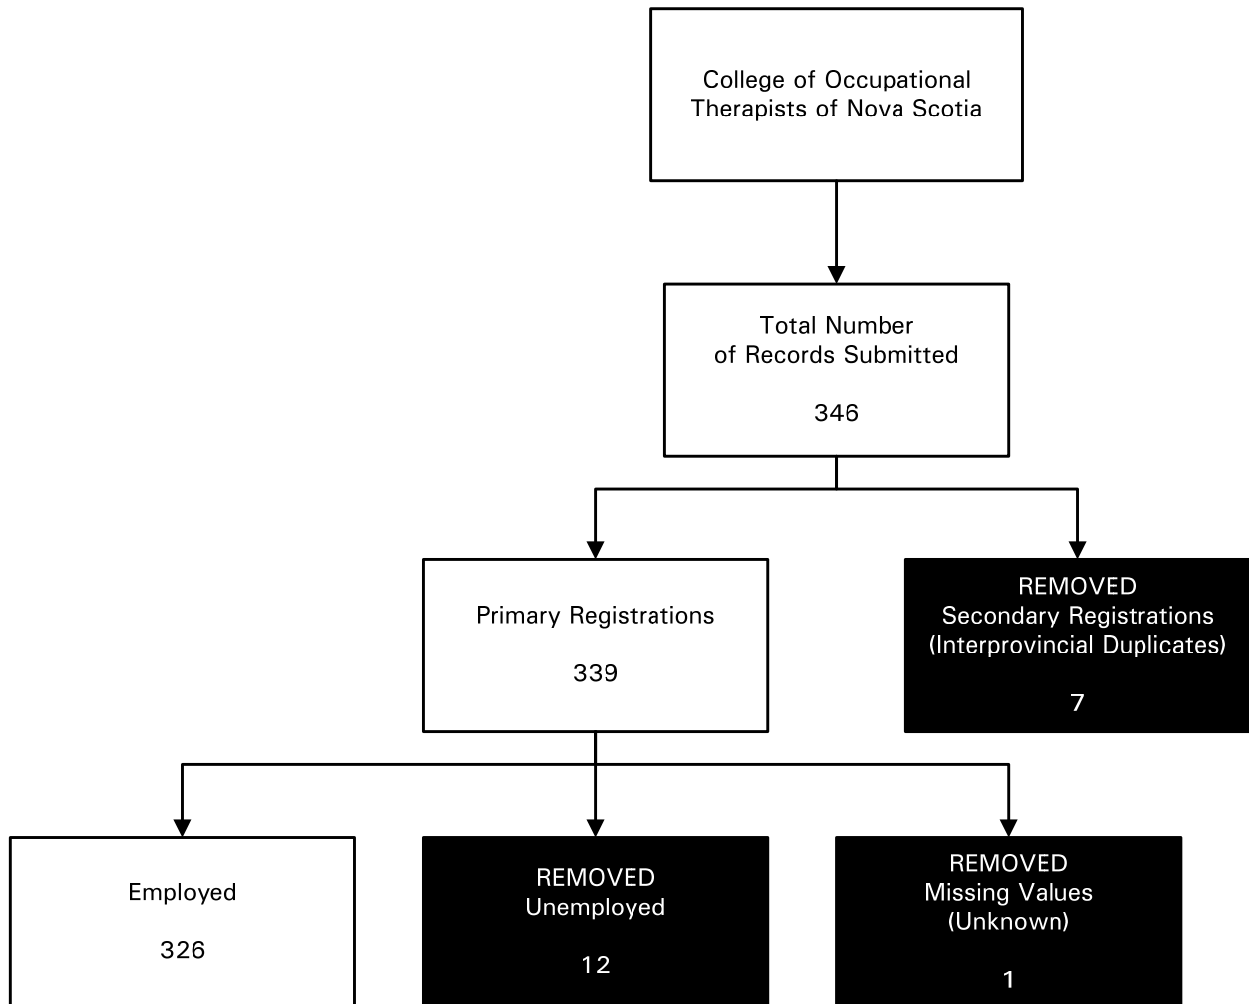 College of Occupational
Therapists of Nova Scotia
Total Number
of Records Submitted
346
Primary Registrations
339
REMOVED
Secondary Registrations
(Interprovincial Duplicates)
7
Employed
326
REMOVED
Unemployed
12
REMOVED
Missing Values
(Unknown)
1